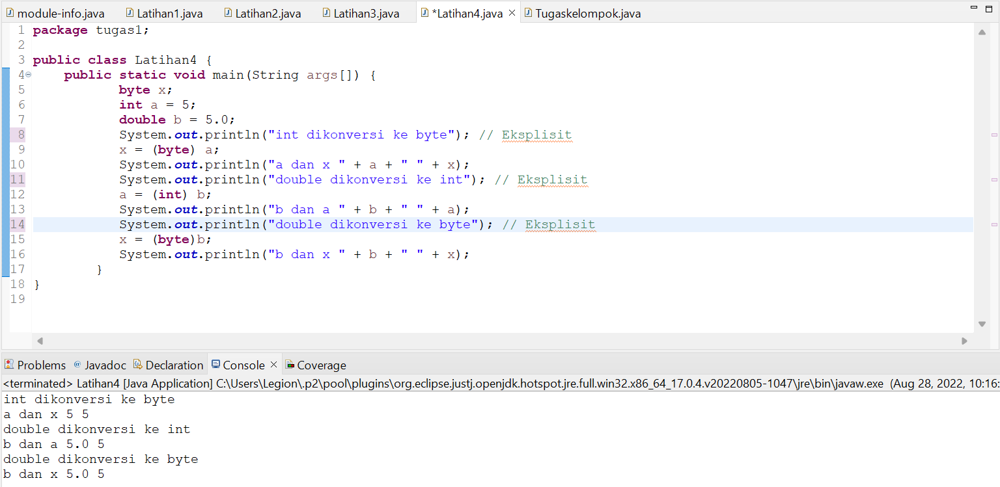 module-info.java Latihan1.java Latihan2.java Latihan3.java *Latihan4.java Tugaskelompok.java
1 package tugas1;
2
3 public class Latihan4 {
4 public static void main(String args[]) {
5 byte x;
6 int a = 5;
7 double b = 5.0;
8 System.out.println("int dikonversi ke byte"); // Eksplisit
9 x = (byte) a;
10 System.out.println("a dan x " + a + " " + x);
11 System.out.println("double dikonversi ke int"); // Eksplisit
12 a = (int) b;
13 System.out.println("b dan a " + b + " " + a);
14 System.out.println("double dikonversi ke byte"); // Eksplisit
15 x = (byte)b;
16 System.out.println("b dan x " + b + " " + x);
17 }
18 }
19
Problems Javadoc Declaration Console Coverage
<terminated> Latihan4 [Java Application] C:\Users\Legion\.p2\pool\plugins\org.eclipse.justj.openjdk.hotspot.jre.full.win32.x86_64_17.0.4.v20220805-1047\jre\bin\javaw.exe (Aug 28, 2022, 10:16:
int dikonversi ke byte
a dan x 5 5
double dikonversi ke int
b dan a 5.0 5
double dikonversi ke byte
b dan x 5.0 5